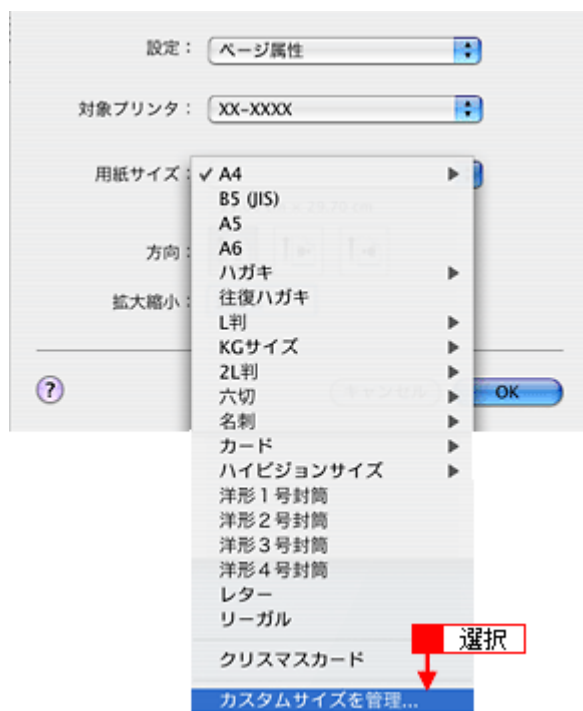 設定： ページ属性
対象プリンタ： XX-XXXX
用紙サイズ： ✓ A4
B5 (JIS)
A5
A6
方向：
ハガキ
往復ハガキ
拡大縮小：
L判
KGサイズ
2L判
六切
? キャンセル OK
名刺
カード
ハイビジョンサイズ
洋形１号封筒
洋形２号封筒
洋形３号封筒
洋形４号封筒
レター
リーガル
選択
クリスマスカード
カスタムサイズを管理...